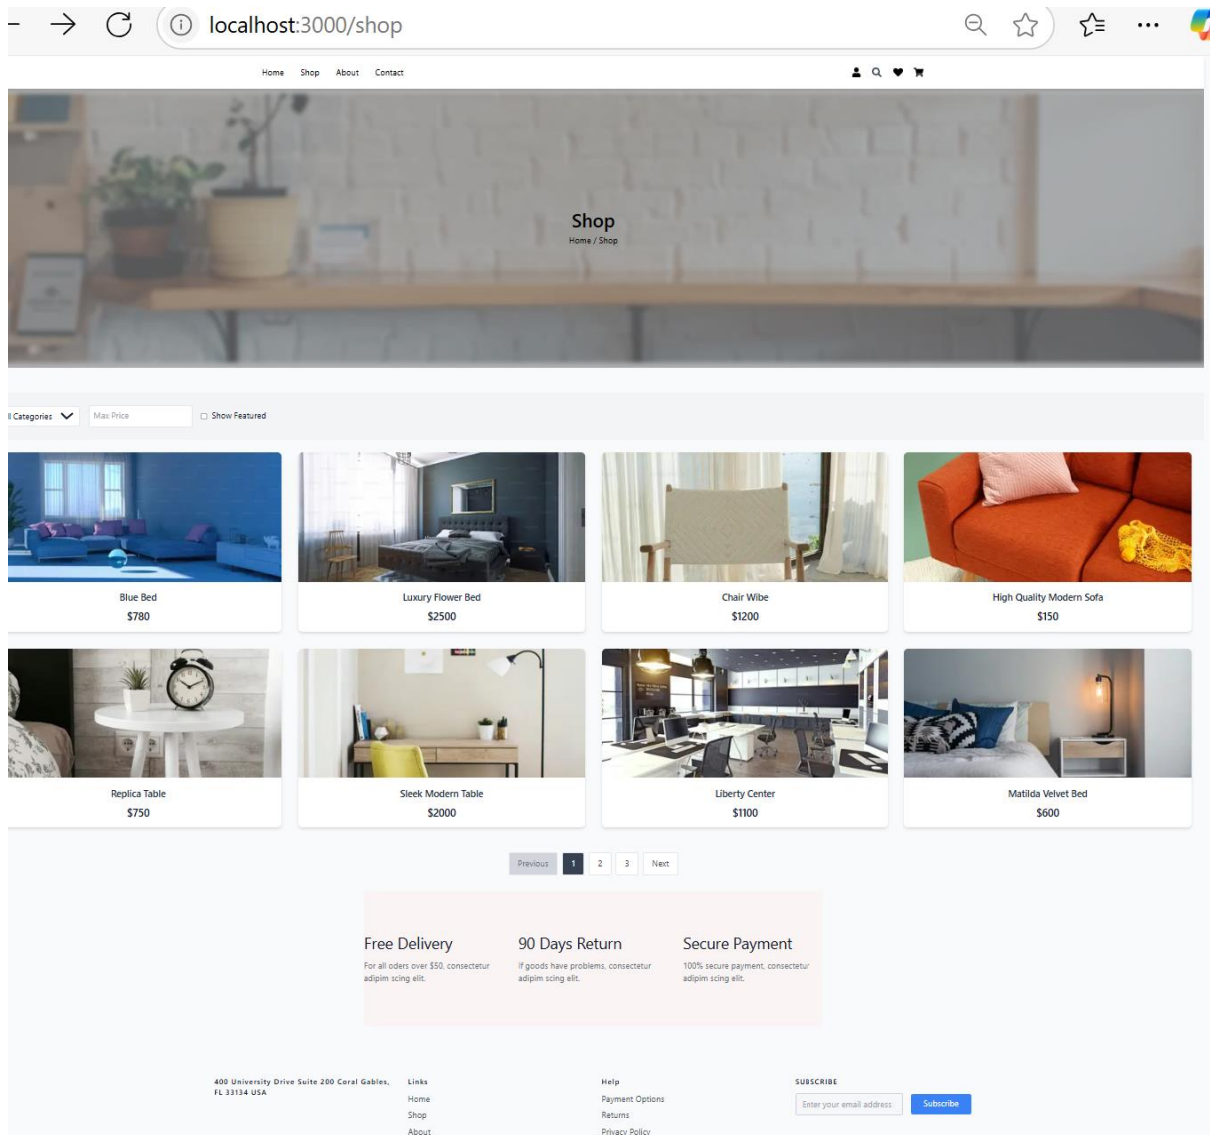 localhost:3000/shop
Home Shop About Contact
Shop
Home / Shop
ll Categories Max Price Show Featured
Blue Bed
$780
Luxury Flower Bed
$2500
Chair Wibe
$1200
High Quality Modern Sofa
$150
Replica Table
$750
Sleek Modern Table
$2000
Liberty Center
$1100
Matilda Velvet Bed
$600
Previous 1 2 3 Next
Free Delivery
For all oders over $50, consectetur
adipim scing elit.
90 Days Return
If goods have problems, consectetur
adipim scing elit.
Secure Payment
100% secure payment, consectetur
adipim scing elit.
400 University Drive Suite 200 Coral Gables,
FL 33134 USA
Links
Home
Shop
About
Help
Payment Options
Returns
Privacy Policy
SUBSCRIBE
Enter your email address Subscribe